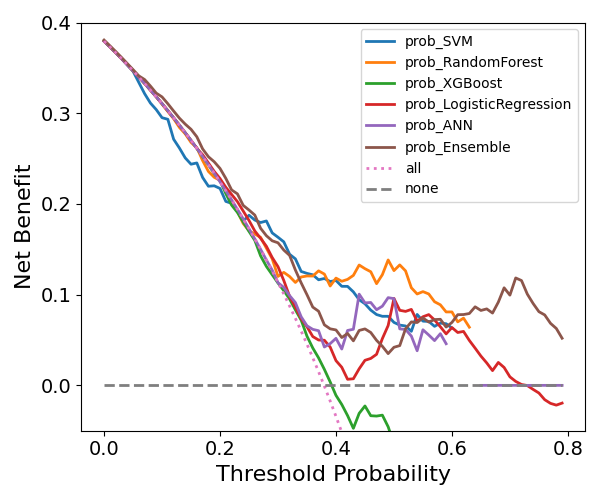 0.4
0.3
0.2
0.1
0.0
Net Benefit
prob_SVM
prob_RandomForest
prob_XGBoost
prob_LogisticRegression
prob_ANN
prob_Ensemble
all
none
0.0 0.2 0.4 0.6 0.8
Threshold Probability